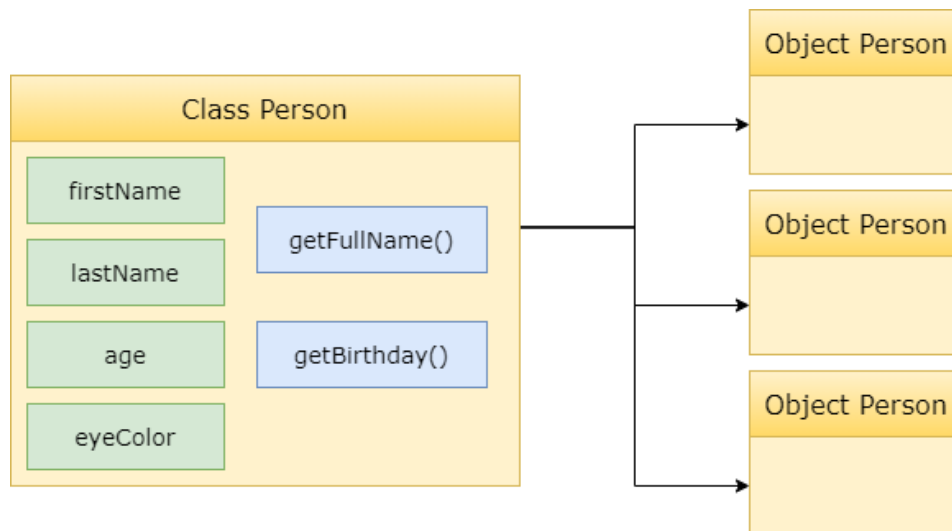 Class Person
firstName
lastName
age
eyeColor
getFullName()
getBirthday()
Object Person
Object Person
Object Person